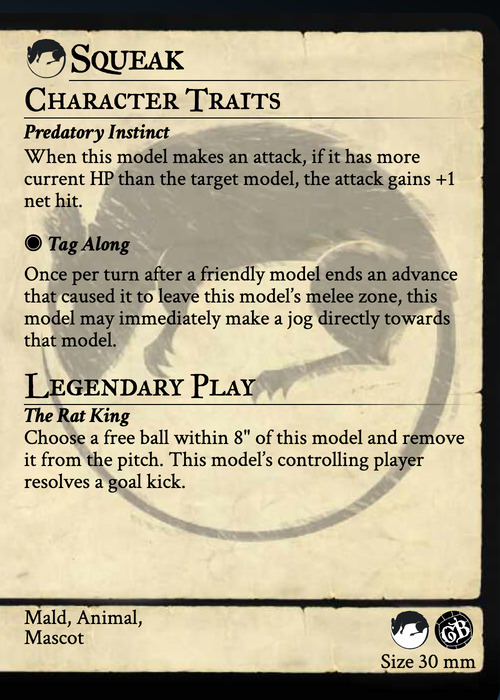 Squeak
Character Traits
Predatory Instinct
When this model makes an attack, if it has more
current HP than the target model, the attack gains +1
net hit.
Tag Along
Once per turn after a friendly model ends an advance
that caused it to leave this model’s melee zone, this
model may immediately make a jog directly towards
that model.
Legendary Play
The Rat King
Choose a free ball within 8" of this model and remove
it from the pitch. This model’s controlling player
resolves a goal kick.
Mald, Animal,
Mascot
GB
Size 30 mm